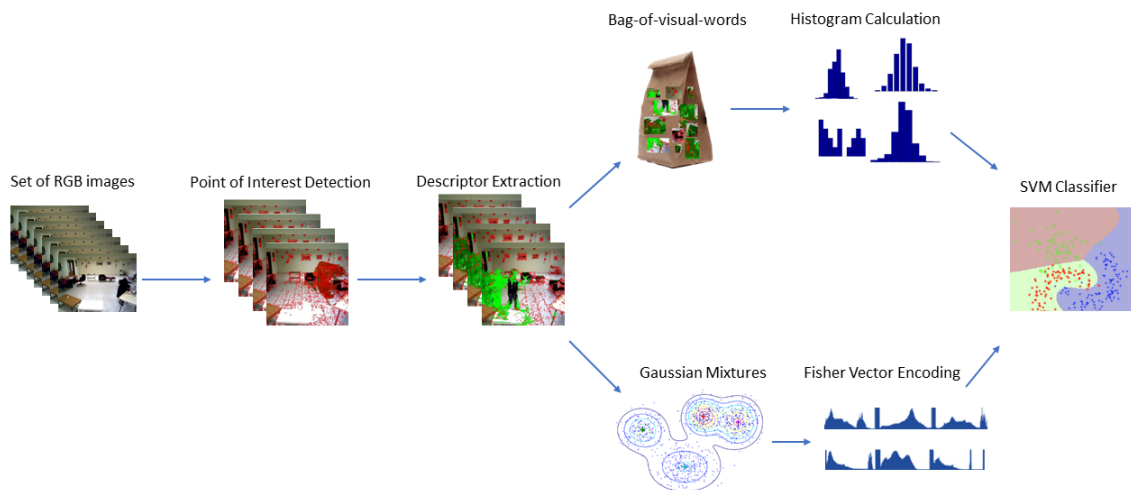 Bag-of-visual-words
Histogram Calculation
Set of RGB images
Point of Interest Detection
Descriptor Extraction
SVM Classifier
Gaussian Mixtures
Fisher Vector Encoding